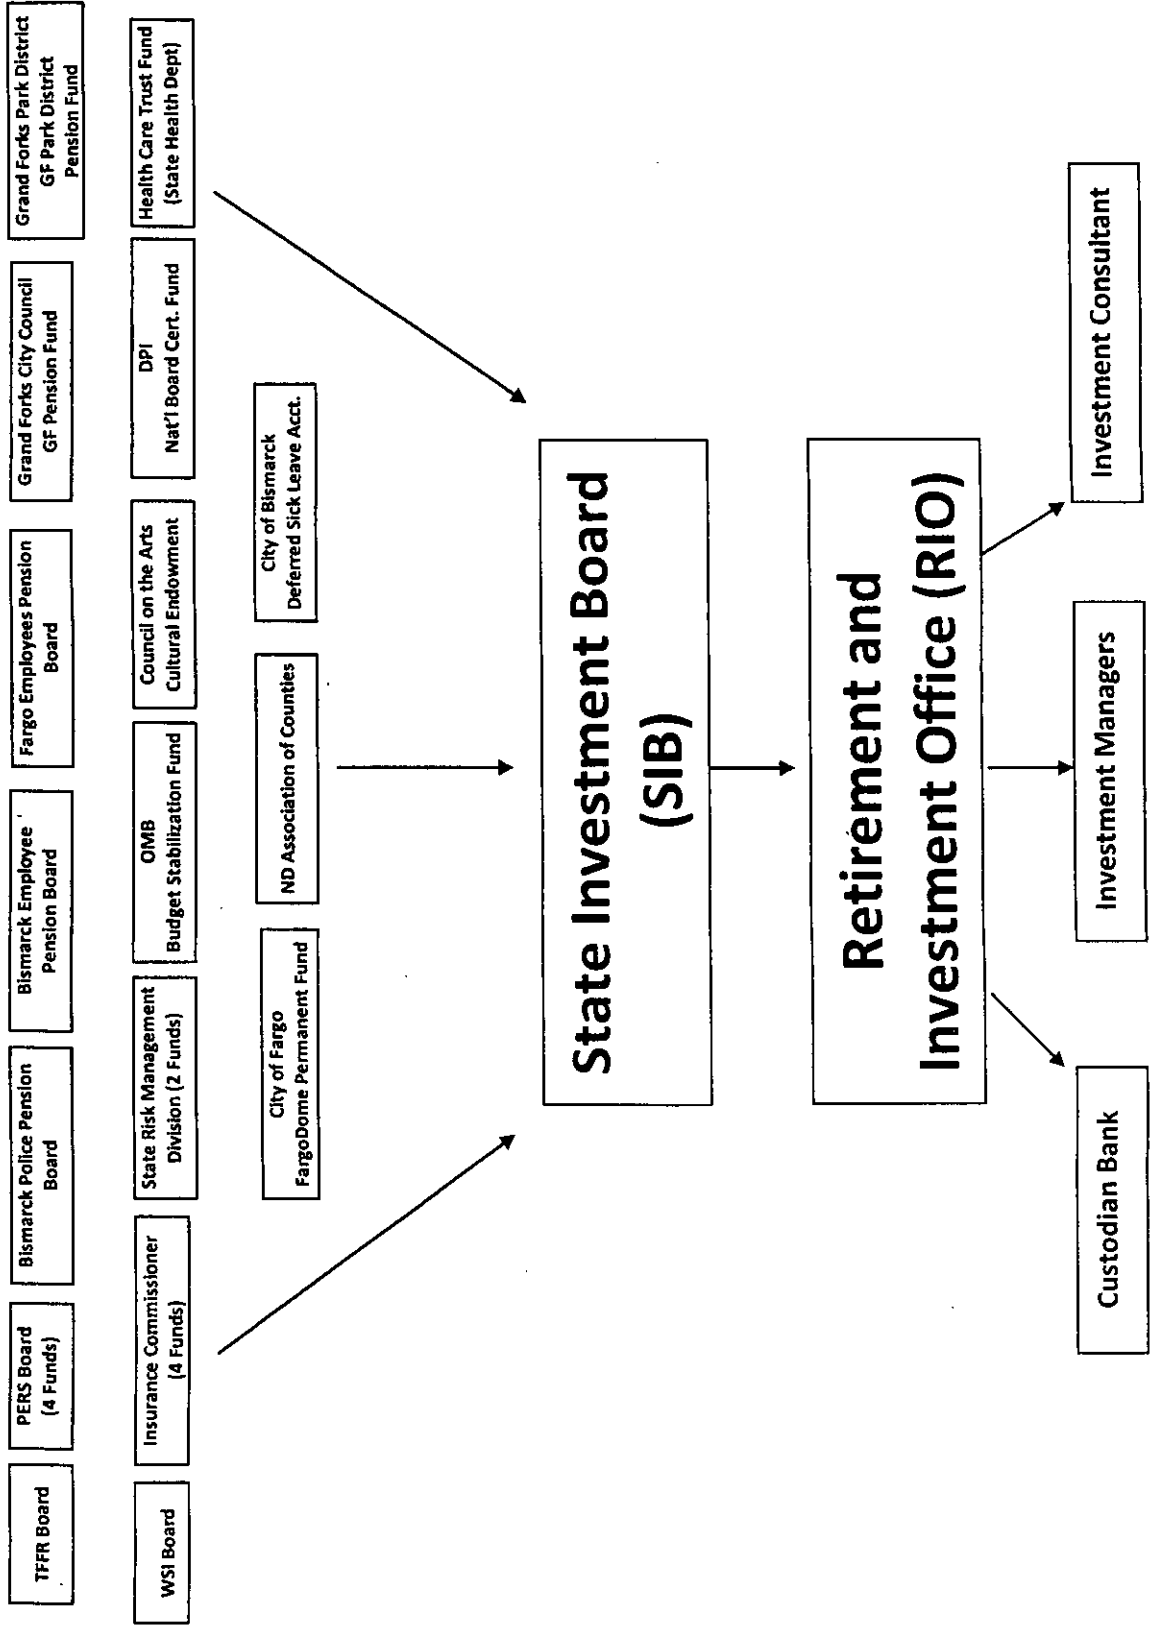 TFFR Board
PERS Board
(4 Funds)
Bismarck Police Pension
Board
Bismarck Employee
Pension Board
Fargo Employees Pension
Board
Grand Forks City Council
GF Pension Fund
Grand Forks Park District
GF Park District
Pension Fund
WSI Board
Insurance Commissioner
(4 Funds)
State Risk Management
Division (2 Funds)
OMB
Budget Stabilization Fund
Council on the Arts
Cultural Endowment
DPI
Nat'l Board Cert. Fund
Health Care Trust Fund
(State Health Dept)
City of Fargo
FargoDome Permanent Fund
ND Association of Counties
City of Bismarck
Deferred Sick Leave Acct.
State Investment Board
(SIB)
Retirement and
Investment Office (RIO)
Custodian Bank
Investment Managers
Investment Consultant